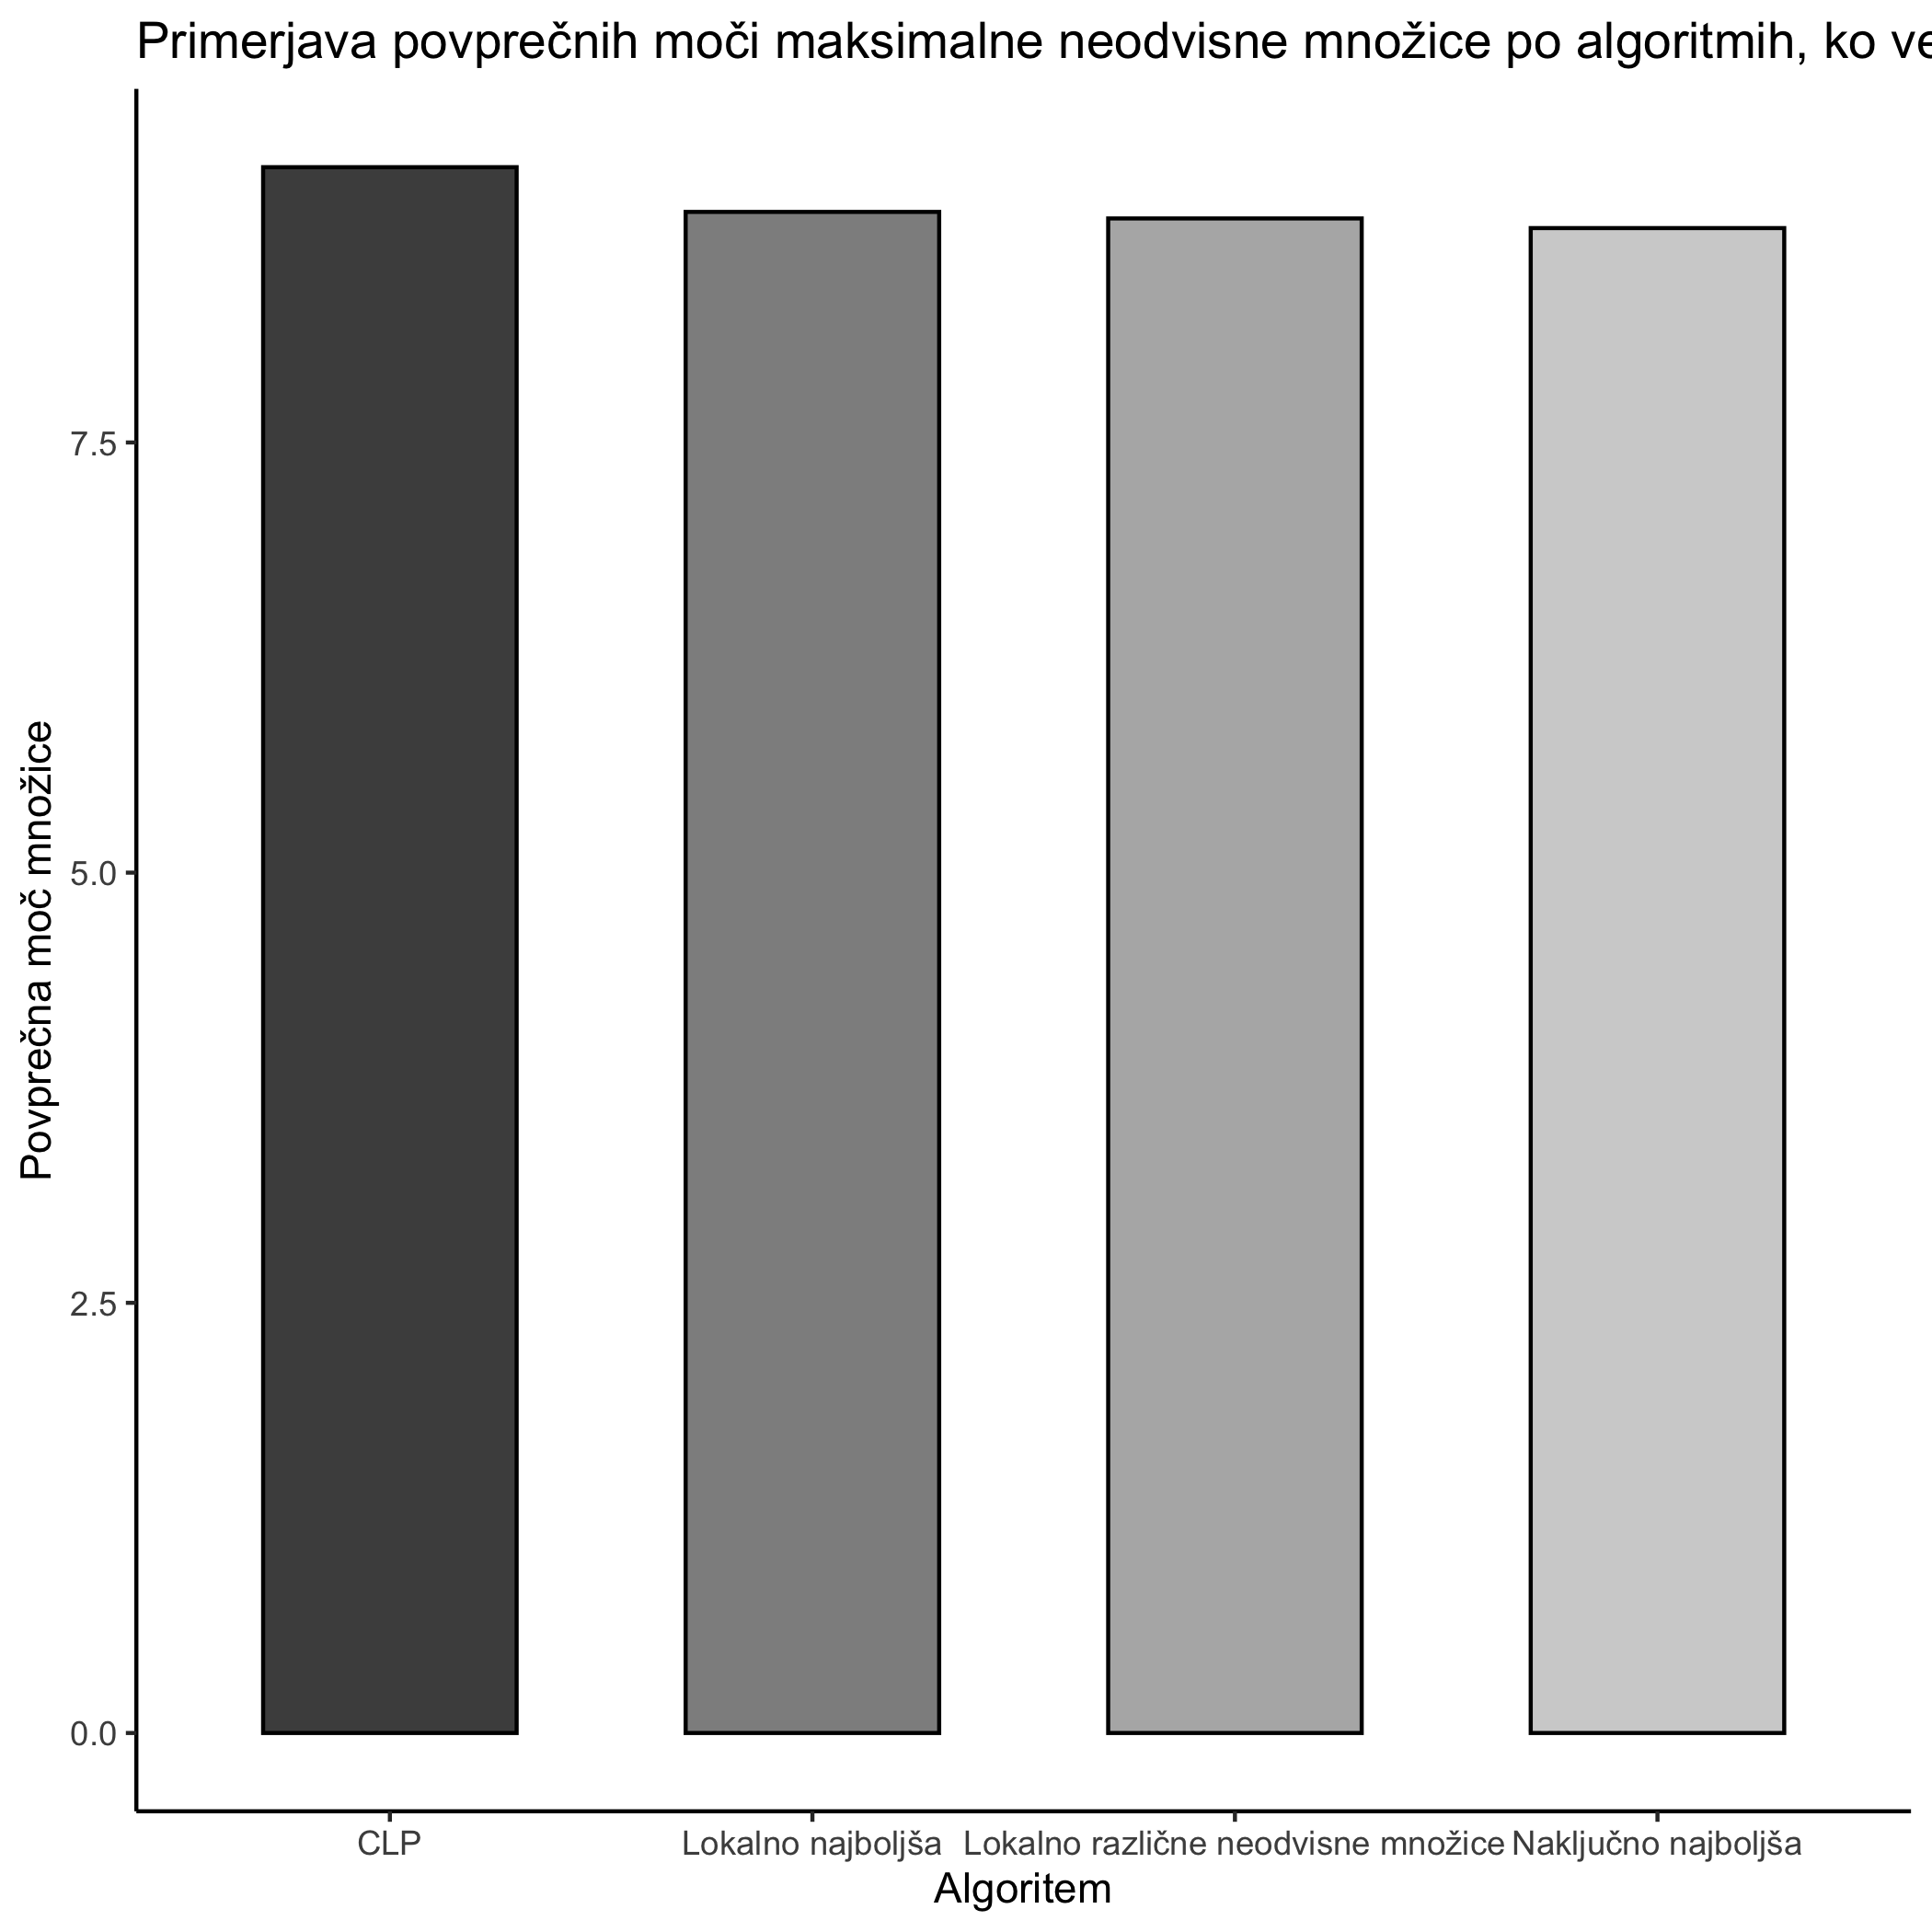 Primerjava povprečnih moči maksimalne neodvisne množice po algoritmih, ko
Povprečna moč množice
7.5
5.0
2.5
0.0
CLP
Lokalno najboljša
Lokalno različne neodvisne množice
Naključno najboljša
Algoritem